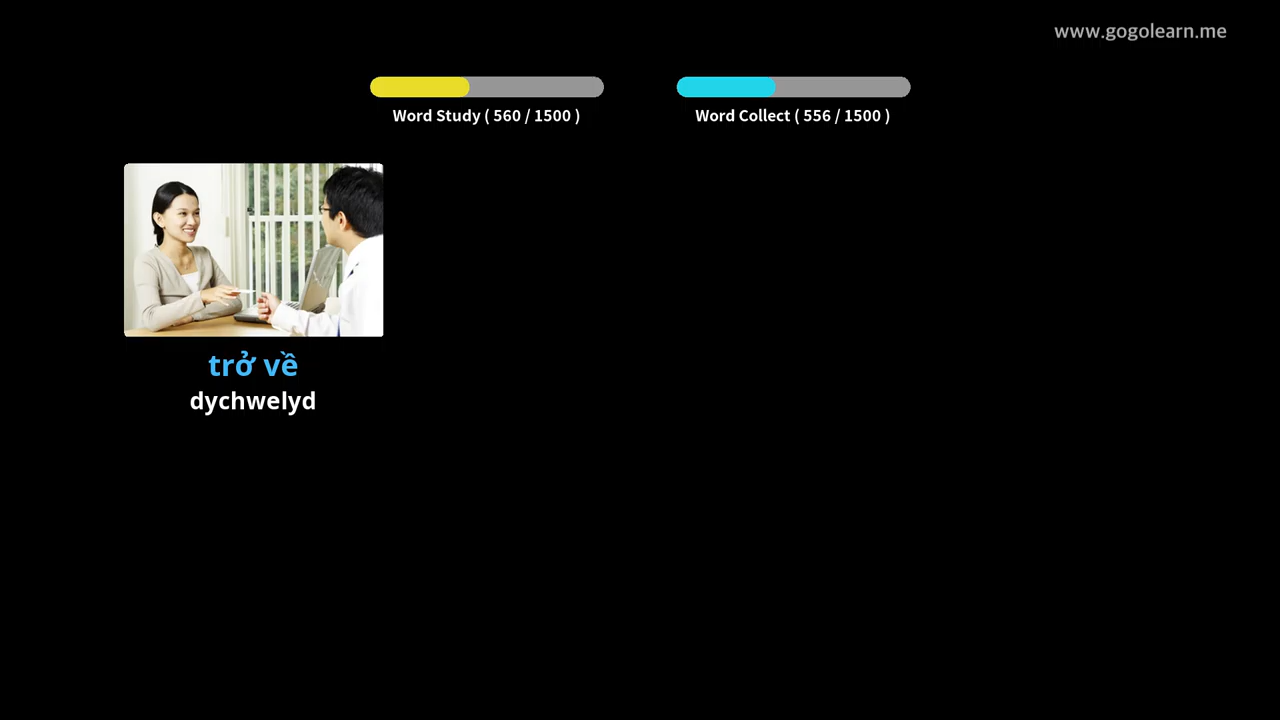 www.gogolearn.me
Word Study ( 560 / 1500 )
Word Collect ( 556 / 1500 )
trở về
dychwelyd